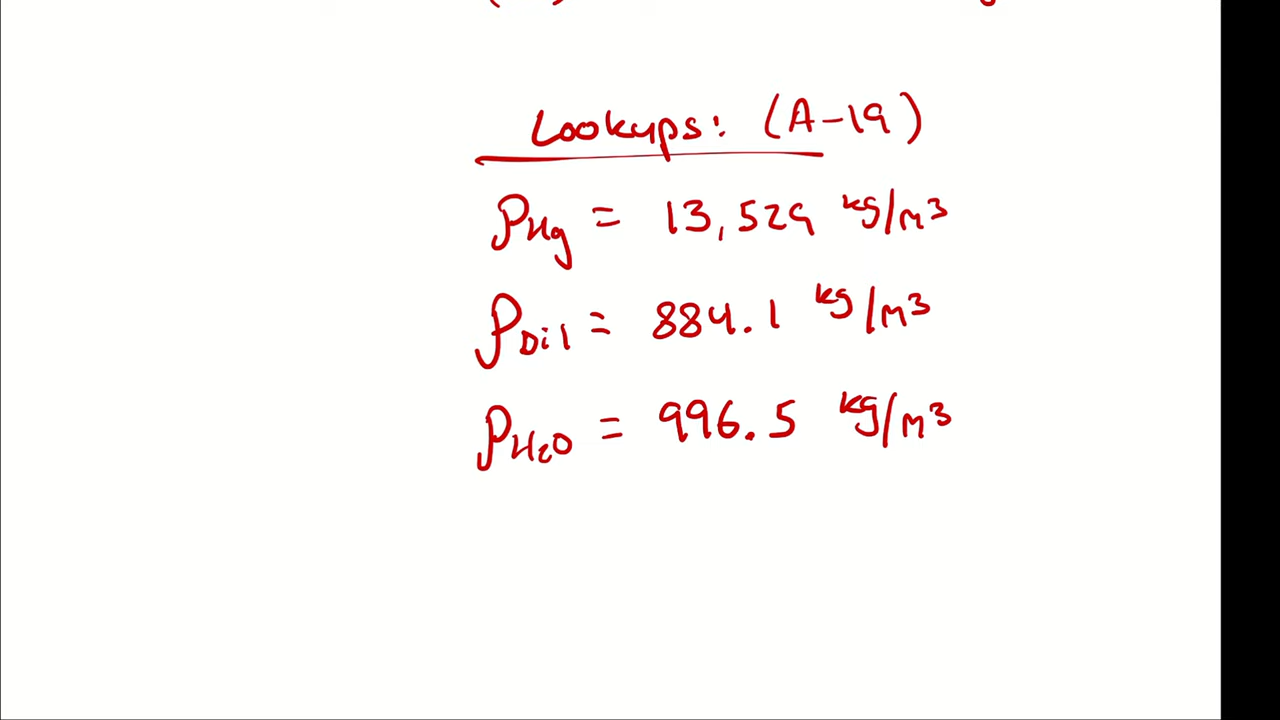 Lookups: (A-19)
ρHg = 13,529 kg/m3
ρOil = 884.1 kg/m3
ρH2O = 996.5 kg/m3